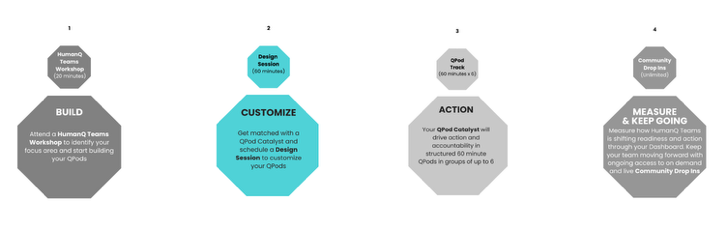 1
HumanQ
Teams
Workshop
(20 minutes)
BUILD
Attend a HumanQ Teams
Workshop to identify your
focus area and start building
your QPods
2
Design
Session
(60 minutes)
CUSTOMIZE
Get matched with a
QPod Catalyst and
schedule a Design
Session to customize
your QPods
3
QPod
Track
(60 minutes x 6)
ACTION
Your QPod Catalyst will
drive action and
accountability in
structured 60 minute
QPods in groups of up to 6
4
Community
Drop Ins
(Unlimited)
MEASURE
& KEEP GOING
Measure how HumanQ Teams
is shifting readiness and action
through your Dashboard. Keep
your team moving forward with
ongoing access to on demand
and live Community Drop Ins